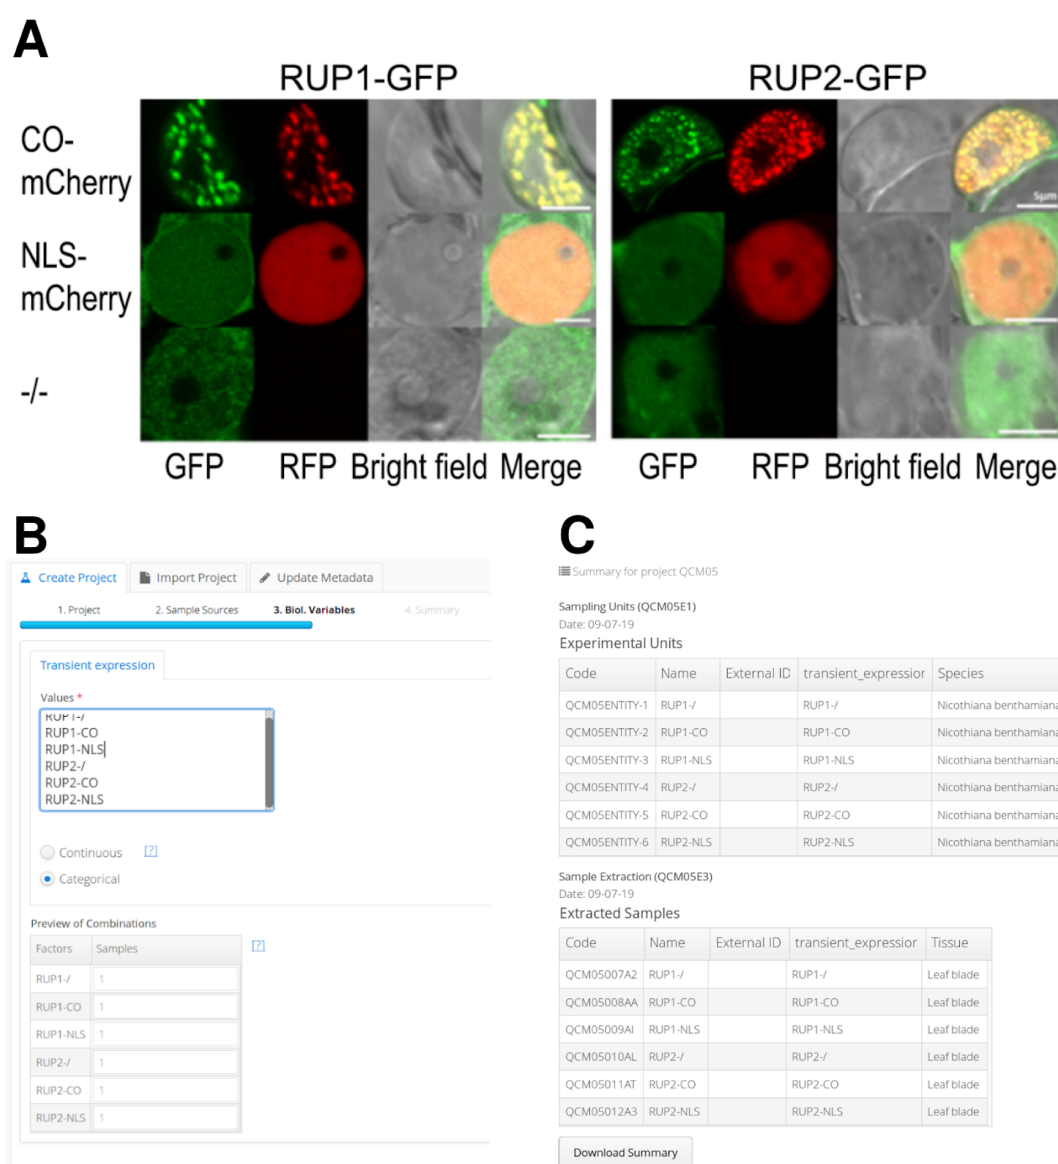 A
RUP1-GFP
RUP2-GFP
CO-
mCherry
5µm
NLS-
mCherry
-/-
GFP RFP Bright field Merge
GFP RFP Bright field Merge
B
Create Project Import Project Update Metadata
1. Project 2. Sample Sources 3. Biol. Variables 4. Summary
Transient expression
Values *
RUP1-/
RUP1-CO
RUP1-NLS
RUP2-/
RUP2-CO
RUP2-NLS
Continuous [?]
Categorical
Preview of Combinations
Factors Samples [?]
RUP1-/ 1
RUP1-CO 1
RUP1-NLS 1
RUP2-/ 1
RUP2-CO 1
RUP2-NLS 1
C
Summary for project QCM05
Sampling Units (QCM05E1)
Date: 09-07-19
Experimental Units
Code Name External ID transient_expressior Species
QCM05ENTITY-1 RUP1-/ RUP1-/ Nicothiana benthamiana
QCM05ENTITY-2 RUP1-CO RUP1-CO Nicothiana benthamiana
QCM05ENTITY-3 RUP1-NLS RUP1-NLS Nicothiana benthamiana
QCM05ENTITY-4 RUP2-/ RUP2-/ Nicothiana benthamiana
QCM05ENTITY-5 RUP2-CO RUP2-CO Nicothiana benthamiana
QCM05ENTITY-6 RUP2-NLS RUP2-NLS Nicothiana benthamiana
Sample Extraction (QCM05E3)
Date: 09-07-19
Extracted Samples
Code Name External ID transient_expressior Tissue
QCM05007A2 RUP1-/ RUP1-/ Leaf blade
QCM05008AA RUP1-CO RUP1-CO Leaf blade
QCM05009AI RUP1-NLS RUP1-NLS Leaf blade
QCM05010AL RUP2-/ RUP2-/ Leaf blade
QCM05011AT RUP2-CO RUP2-CO Leaf blade
QCM05012A3 RUP2-NLS RUP2-NLS Leaf blade
Download Summary